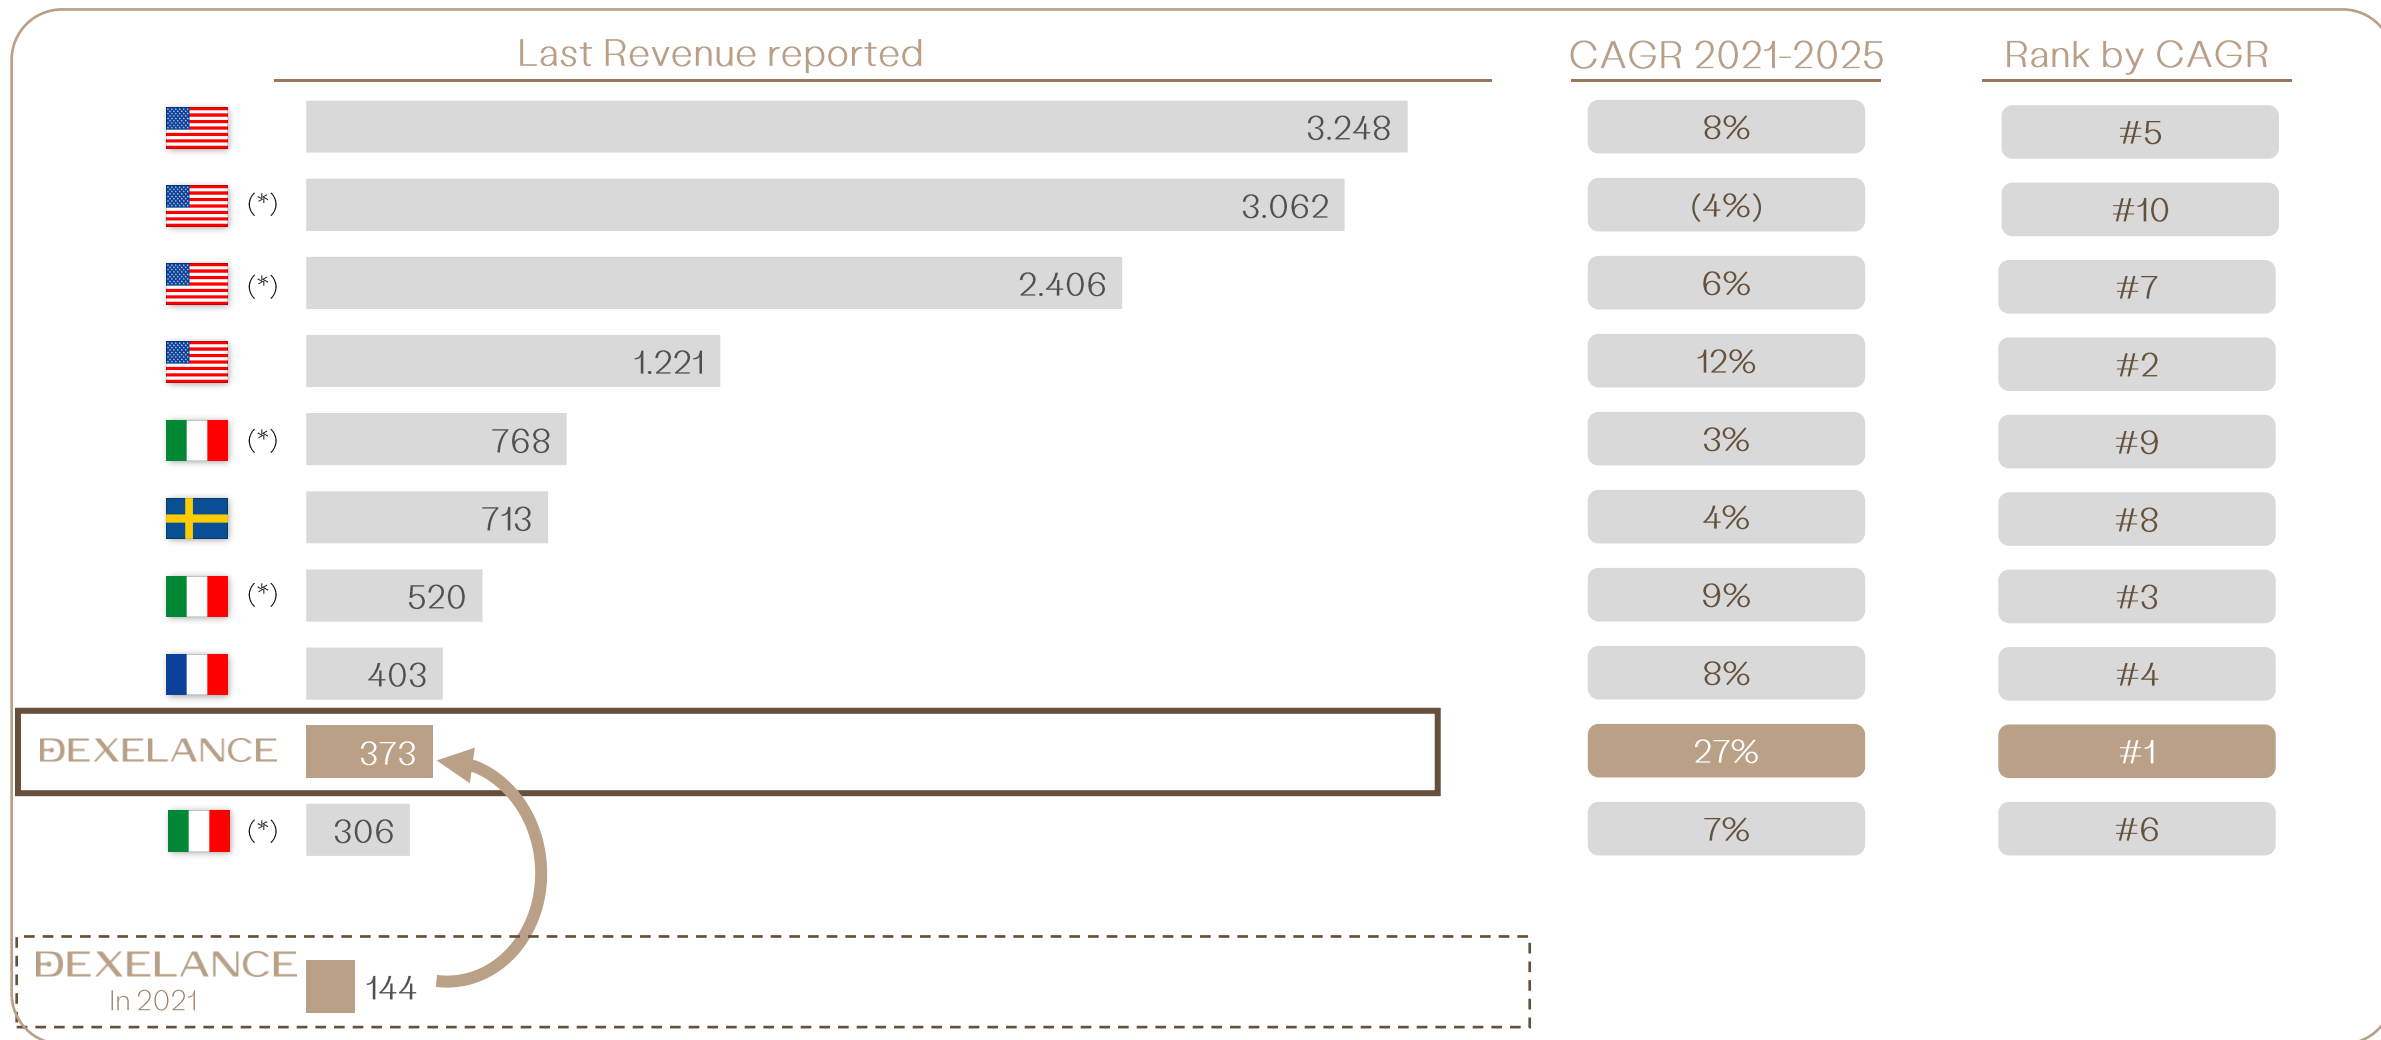 Last Revenue reported CAGR 2021-2025 Rank by CAGR
3.248 8% #5
(*) 3.062 (4%) #10
(*) 2.406 6% #7
1.221 12% #2
(*) 768 3% #9
713 4% #8
(*) 520 9% #3
403 8% #4
DEXELANCE 373 27% #1
(*) 306 7% #6
DEXELANCE
In 2021 144